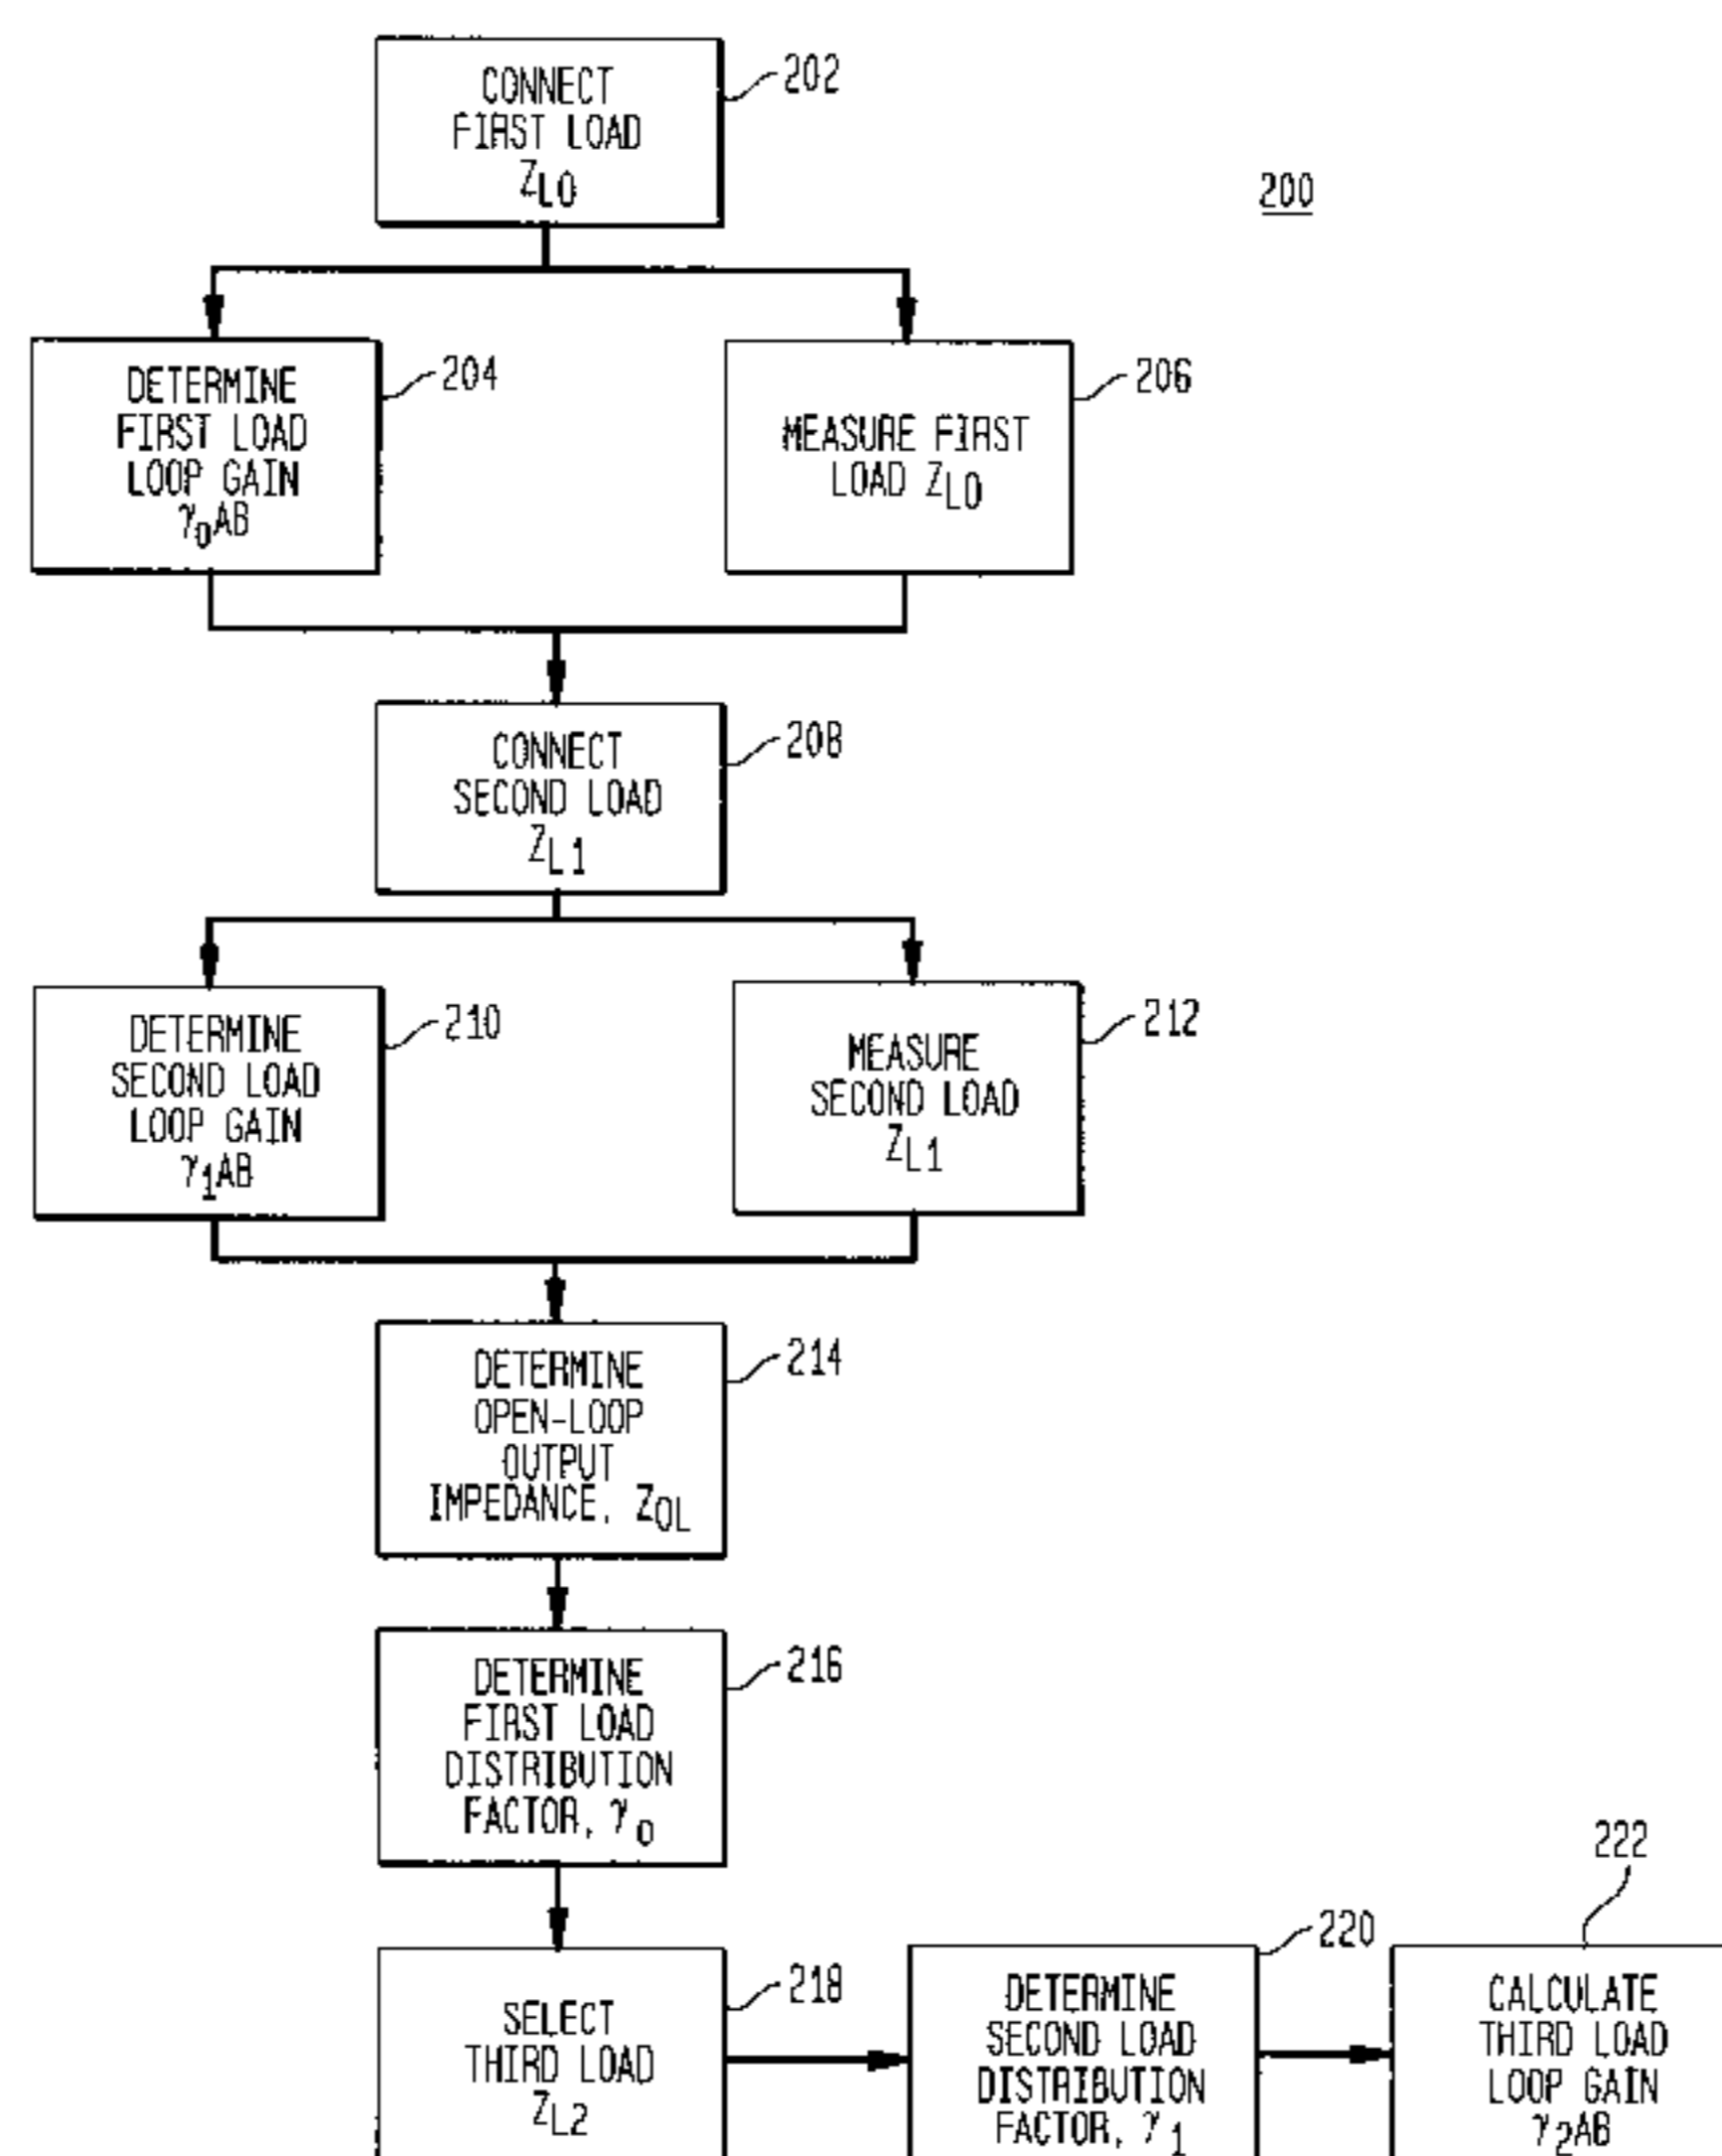 CONNECT
FIRST LOAD
ZL0
202
200
DETERMINE
FIRST LOAD
LOOP GAIN
γ0AB
204
MEASURE FIRST
LOAD ZL0
206
CONNECT
SECOND LOAD
ZL1
208
DETERMINE
SECOND LOAD
LOOP GAIN
γ1AB
210
MEASURE
SECOND LOAD
ZL1
212
DETERMINE
OPEN-LOOP
OUTPUT
IMPEDANCE, ZOL
214
DETERMINE
FIRST LOAD
DISTRIBUTION
FACTOR, γ0
216
SELECT
THIRD LOAD
ZL2
218
DETERMINE
SECOND LOAD
DISTRIBUTION
FACTOR, γ1
220
CALCULATE
THIRD LOAD
LOOP GAIN
γ2AB
222